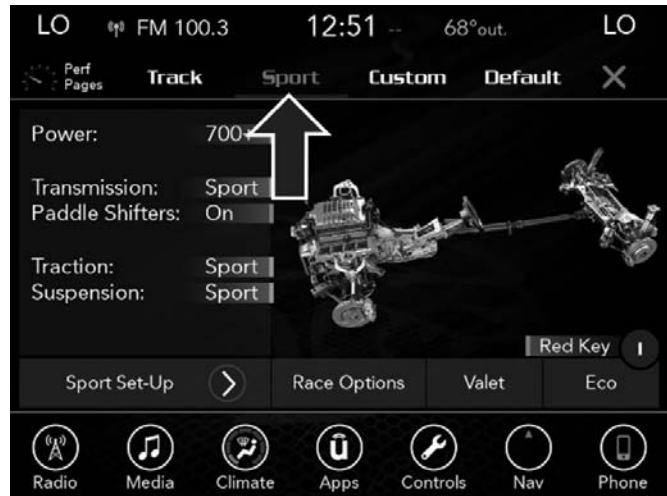 LO FM 100.3 12:51 -- 68°out. LO
Perf
Pages
Track Sport Custom Default
Power: 700+
Transmission: Sport
Paddle Shifters: On
Traction: Sport
Suspension: Sport
Red Key
Sport Set-Up Race Options Valet Eco
Radio Media Climate Apps Controls Nav Phone